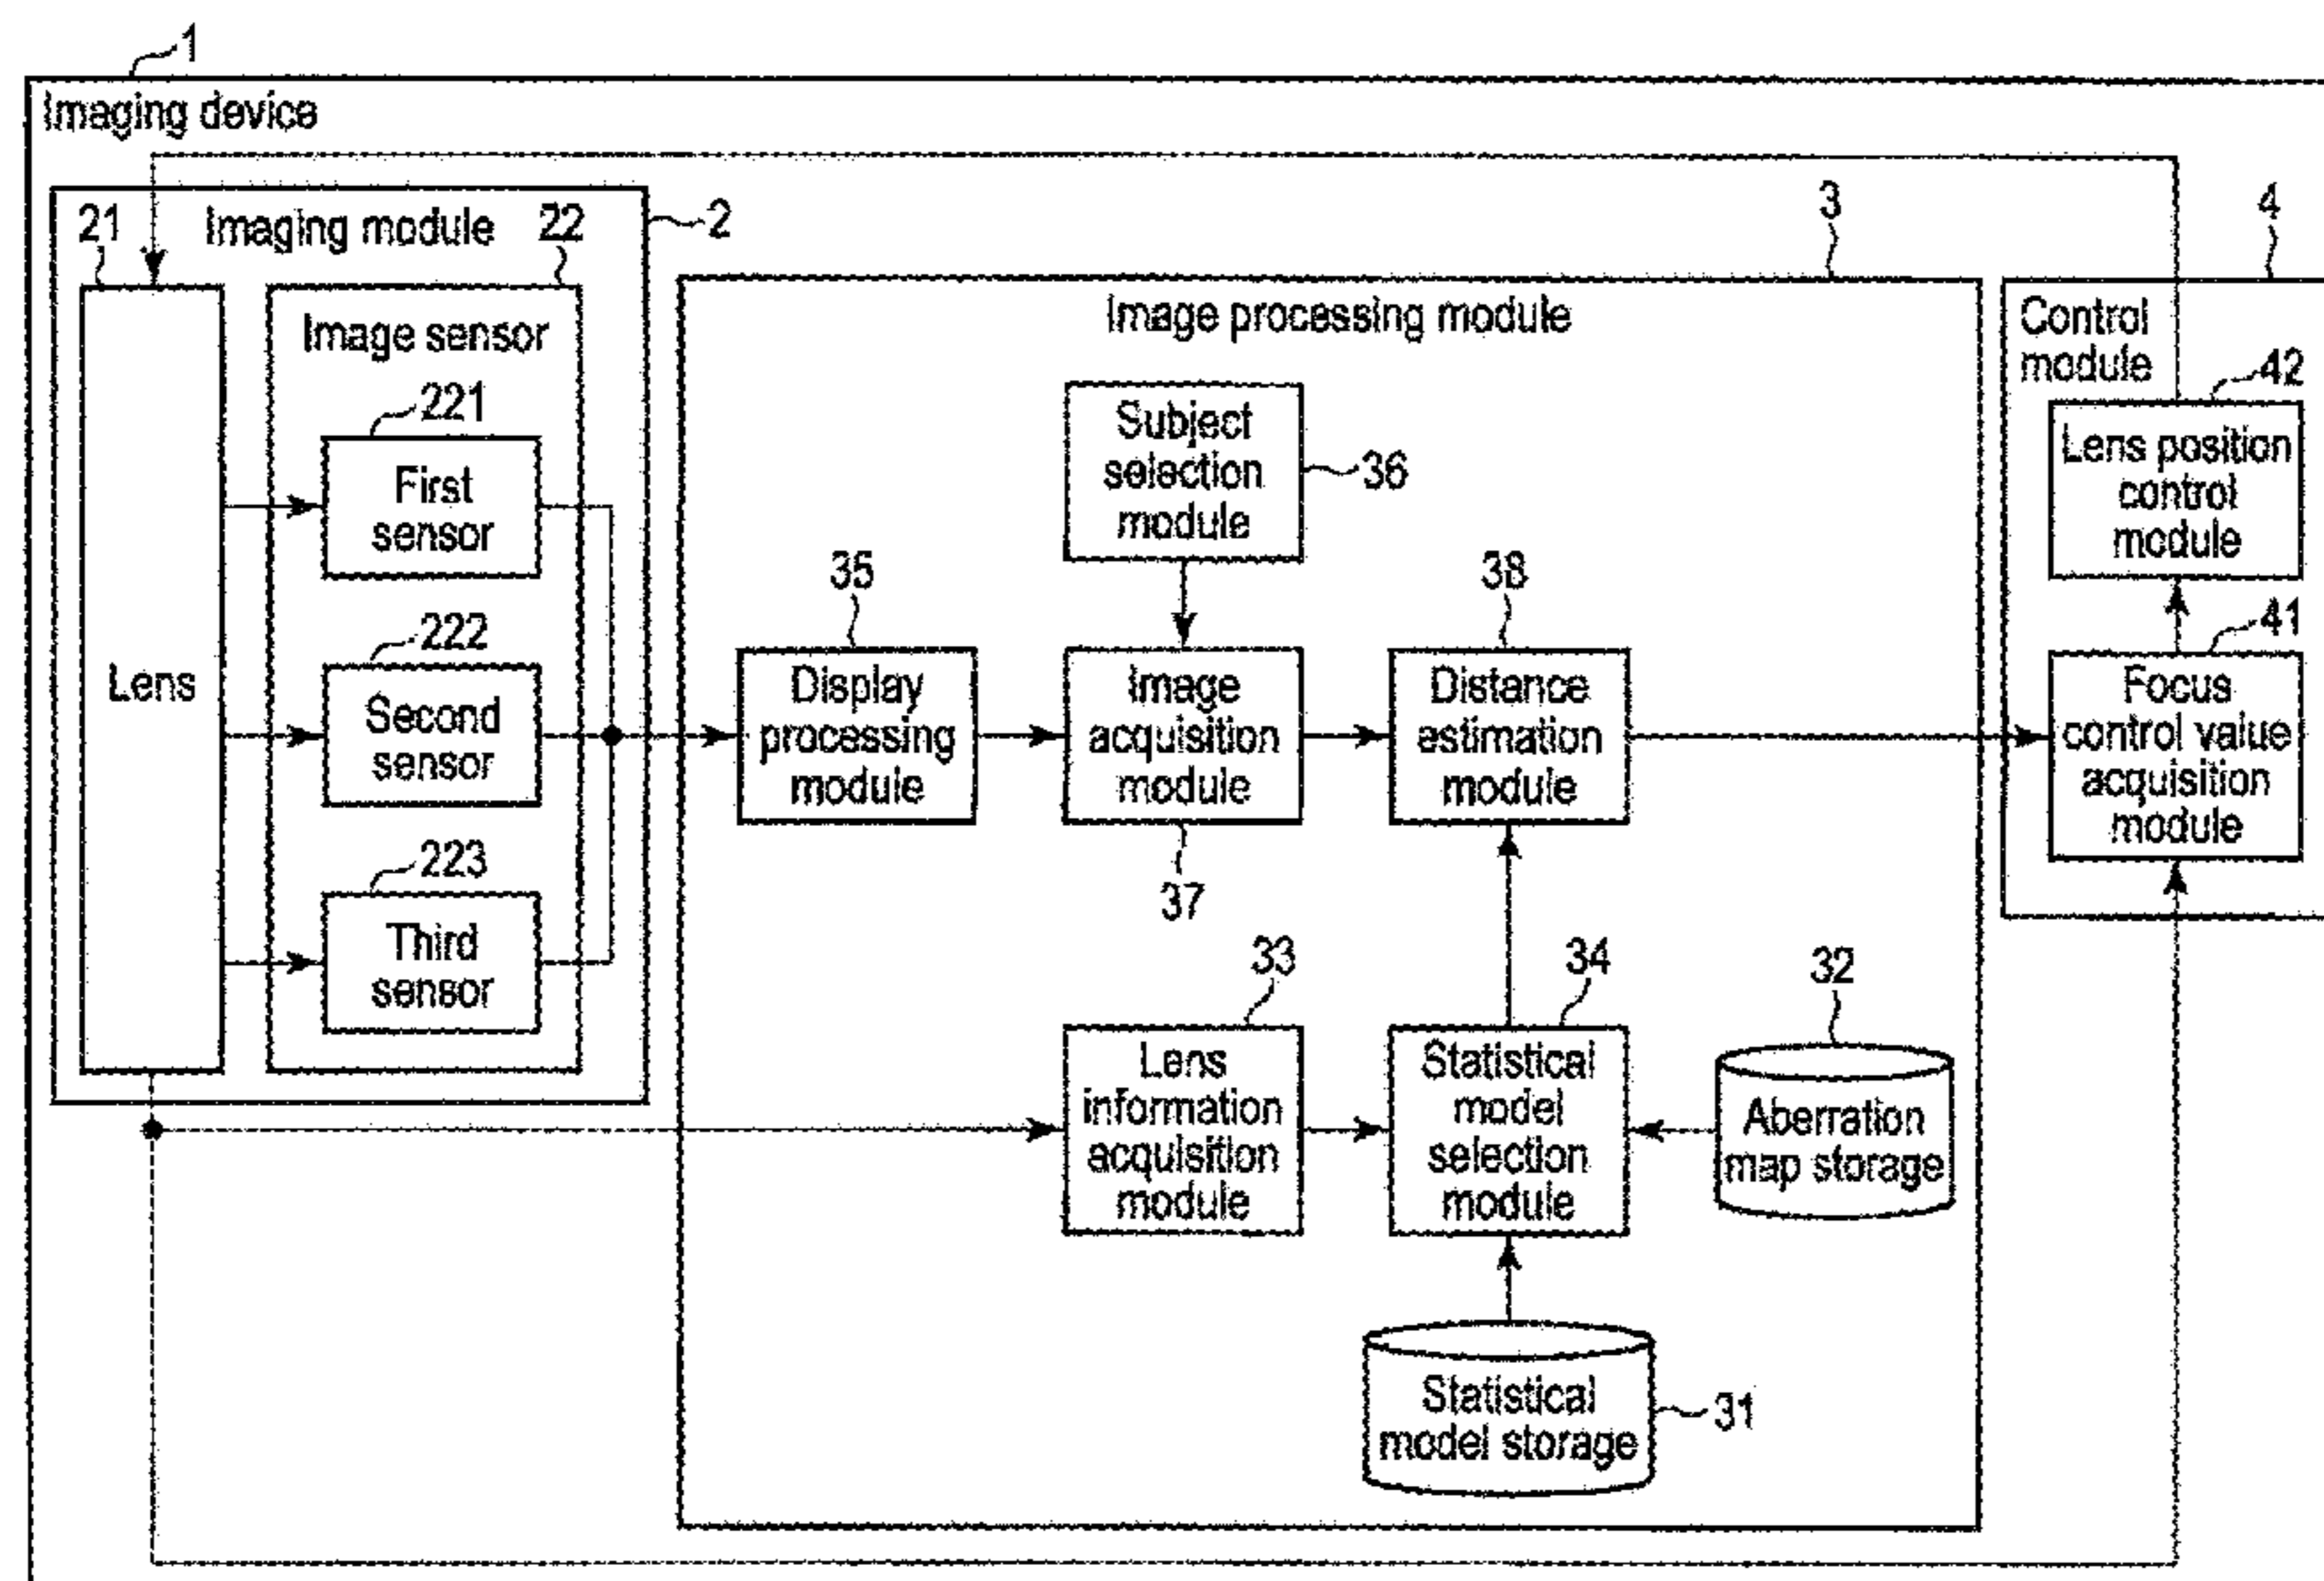 1
Imaging device
Imaging module
2
21
22
Lens
Image sensor
221
First
sensor
222
Second
sensor
223
Third
sensor
3
Image processing module
Subject
selection
module
36
35
Display
processing
module
Image
acquisition
module
37
38
Distance
estimation
module
33
Lens
information
acquisition
module
34
Statistical
model
selection
module
32
Aberration
map storage
Statistical
model storage
31
4
Control
module
42
Lens position
control
module
41
Focus
control value
acquisition
module